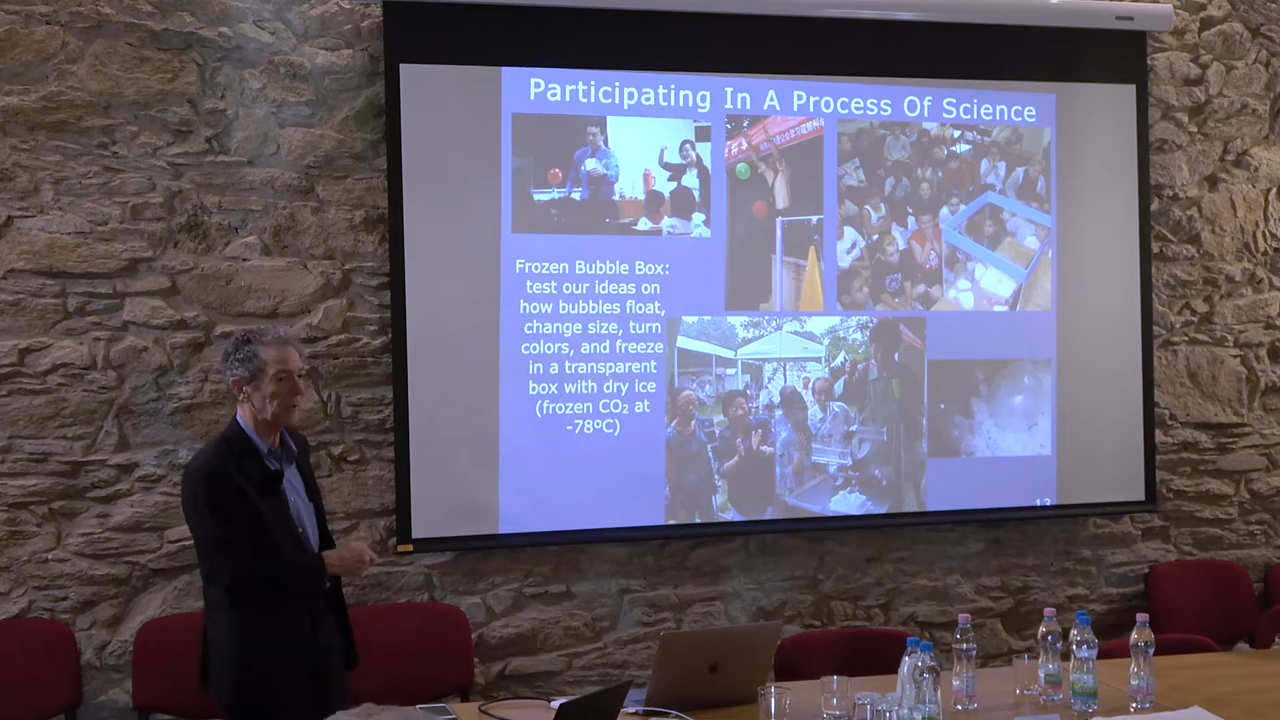 Participating In A Process Of Science
Frozen Bubble Box:
test our ideas on
how bubbles float,
change size, turn
colors, and freeze
in a transparent
box with dry ice
(frozen CO₂ at
-78ºC)
13